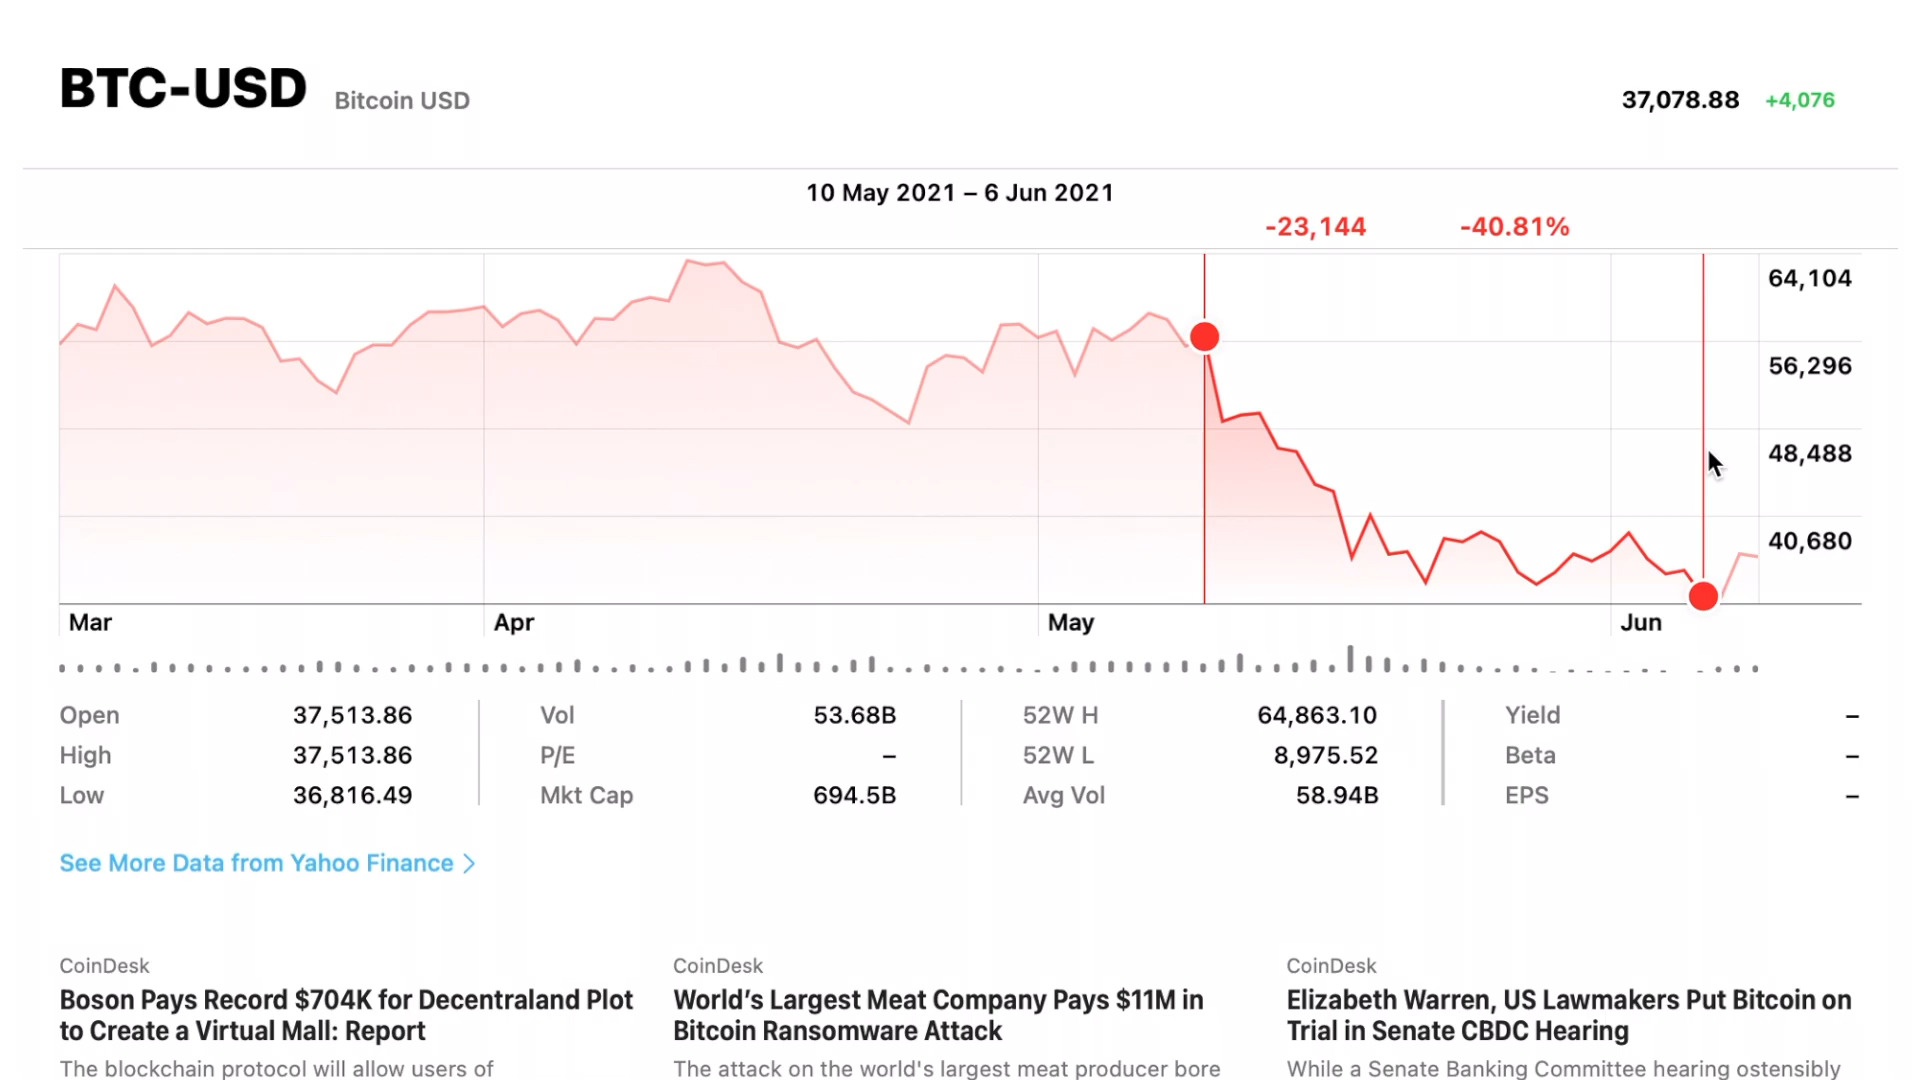 BTC-USD Bitcoin USD 37,078.88 +4,076
10 May 2021 – 6 Jun 2021
-23,144 -40.81%
64,104
56,296
48,488
40,680
Mar Apr May Jun
Open 37,513.86 Vol 53.68B 52W H 64,863.10 Yield –
High 37,513.86 P/E – 52W L 8,975.52 Beta –
Low 36,816.49 Mkt Cap 694.5B Avg Vol 58.94B EPS –
See More Data from Yahoo Finance >
CoinDesk
Boson Pays Record $704K for Decentraland Plot
to Create a Virtual Mall: Report
The blockchain protocol will allow users of
CoinDesk
World’s Largest Meat Company Pays $11M in
Bitcoin Ransomware Attack
The attack on the world's largest meat producer bore
CoinDesk
Elizabeth Warren, US Lawmakers Put Bitcoin on
Trial in Senate CBDC Hearing
While a Senate Banking Committee hearing ostensibly